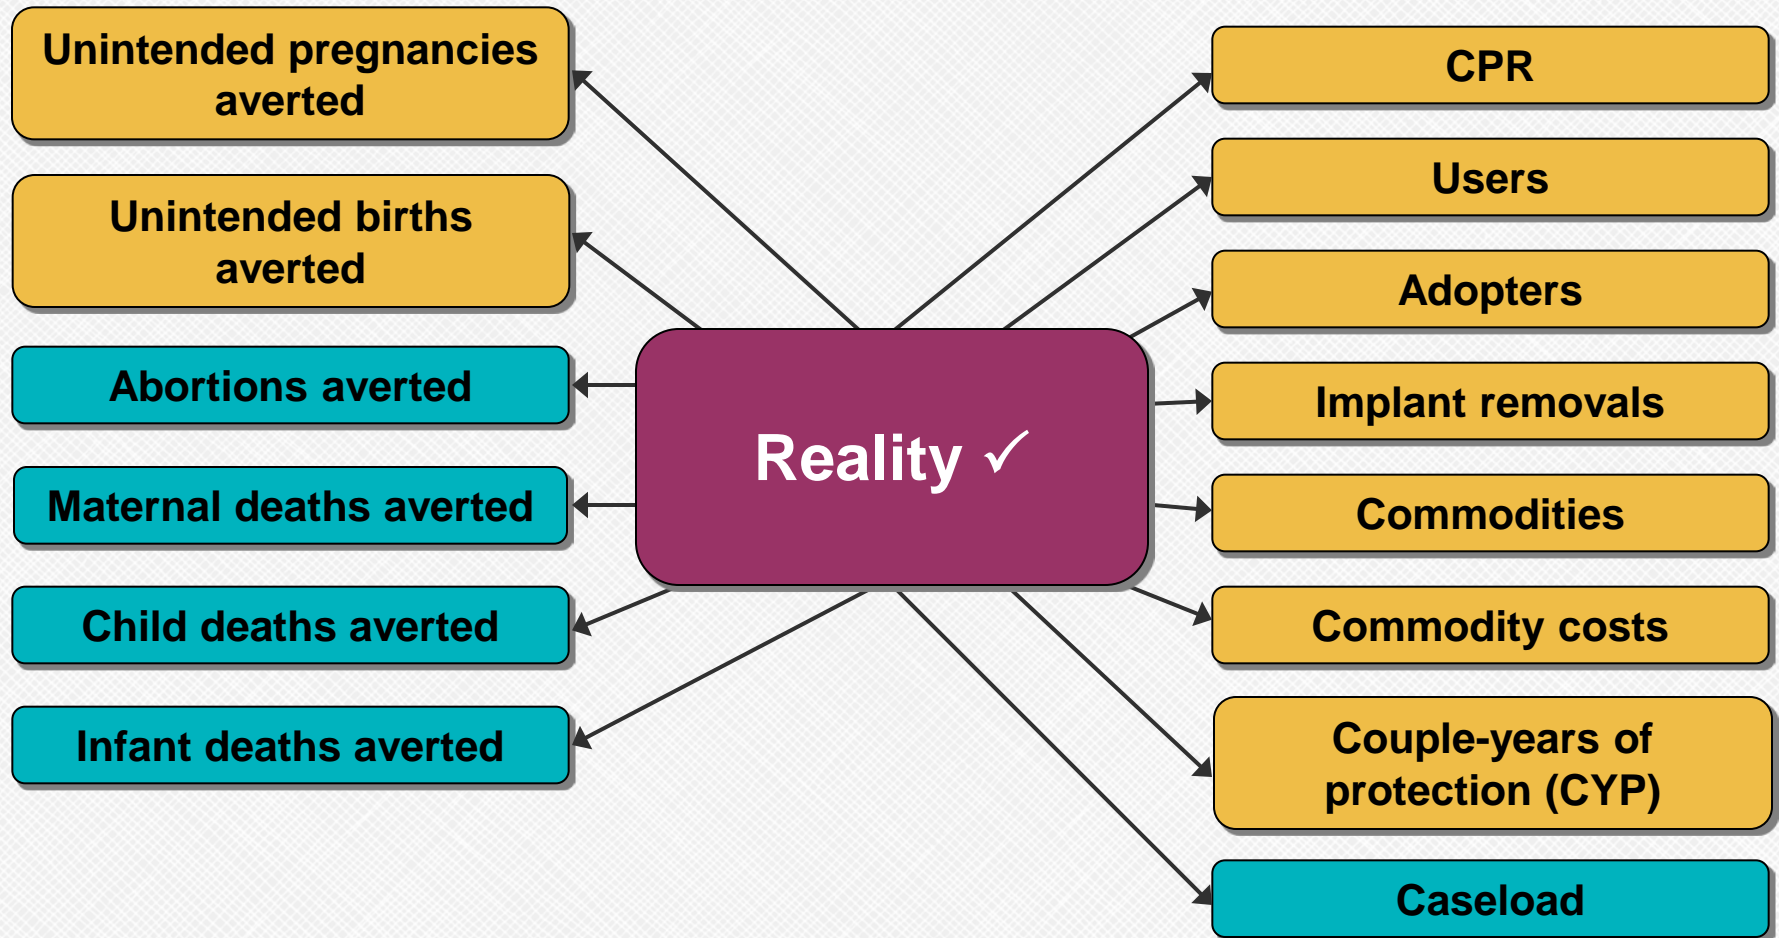 Unintended pregnancies
averted
Unintended births
averted
Abortions averted
Maternal deaths averted
Child deaths averted
Infant deaths averted
Reality ✓
CPR
Users
Adopters
Implant removals
Commodities
Commodity costs
Couple-years of
protection (CYP)
Caseload